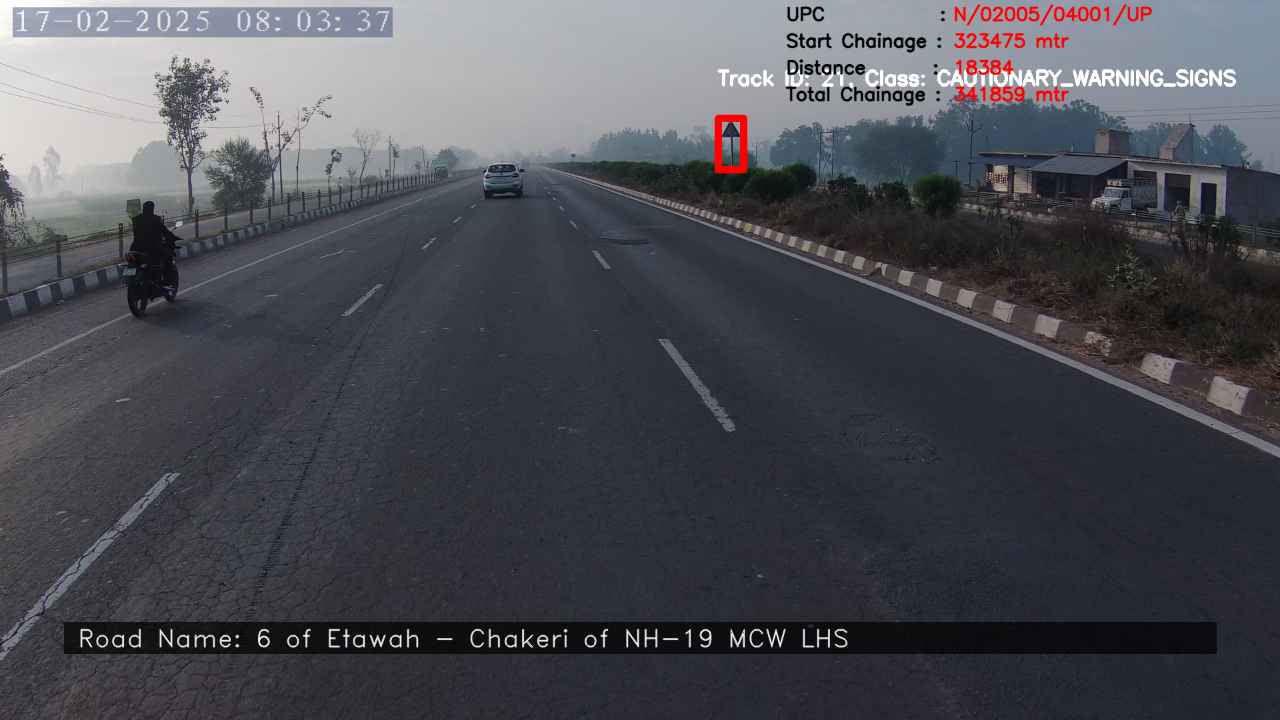 17-02-2025 08:03:37
UPC : N/02005/04001/UP
Start Chainage : 323475 mtr
Distance : 18384
Track ID: 21, Class: CAUTIONARY_WARNING_SIGNS
Total Chainage : 341859 mtr
Road Name: 6 of Etawah - Chakeri of NH-19 MCW LHS